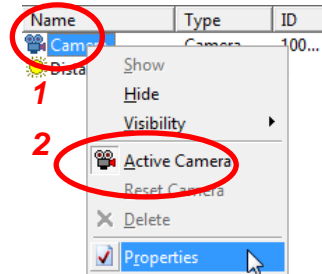 Name Type ID
Camera Camera 100...
Dista
1
Show
Hide
Visibility
2
Active Camera
Reset Camera
Delete
Properties